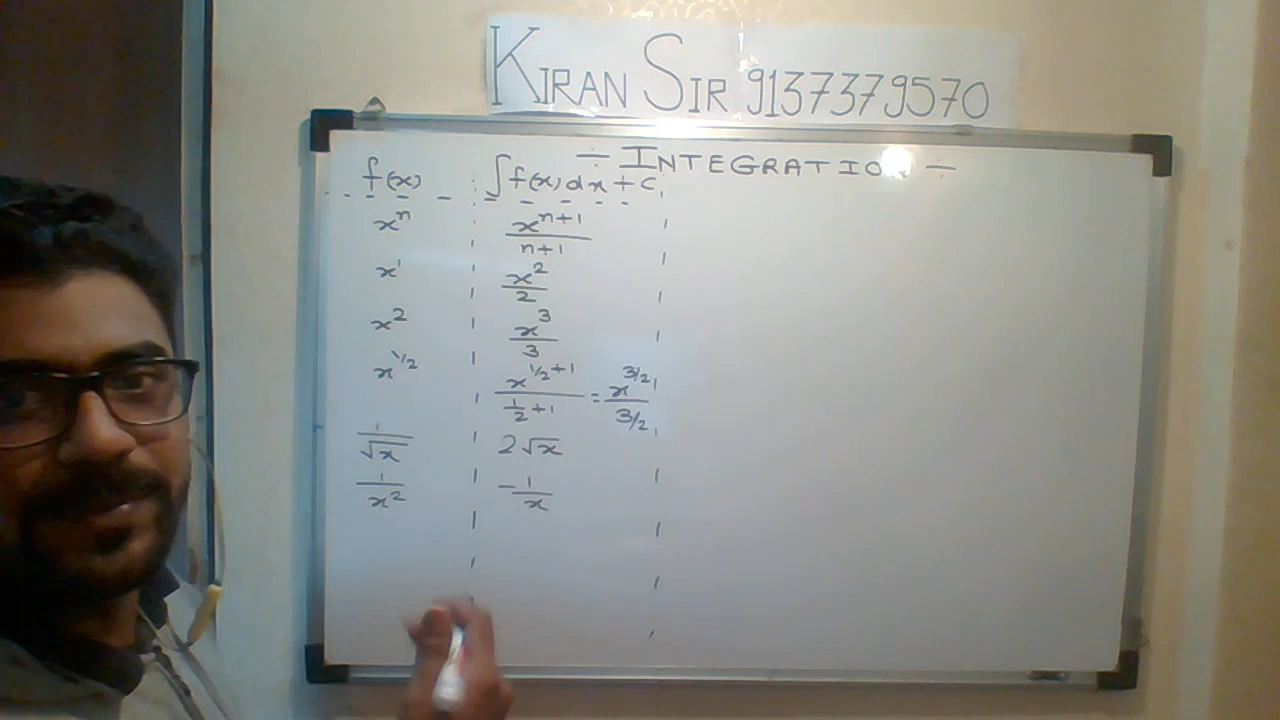 KIRAN SIR 9137379570
÷ INTEGRATION ÷
f(x) ∫f(x)dx + c
xⁿ xⁿ⁺¹/n+1
x¹ x²/2
x² x³/3
x^1/2 x^1/2+1/1/2+1 = x^3/2/3/2
1/√x 2√x
1/x² -1/x